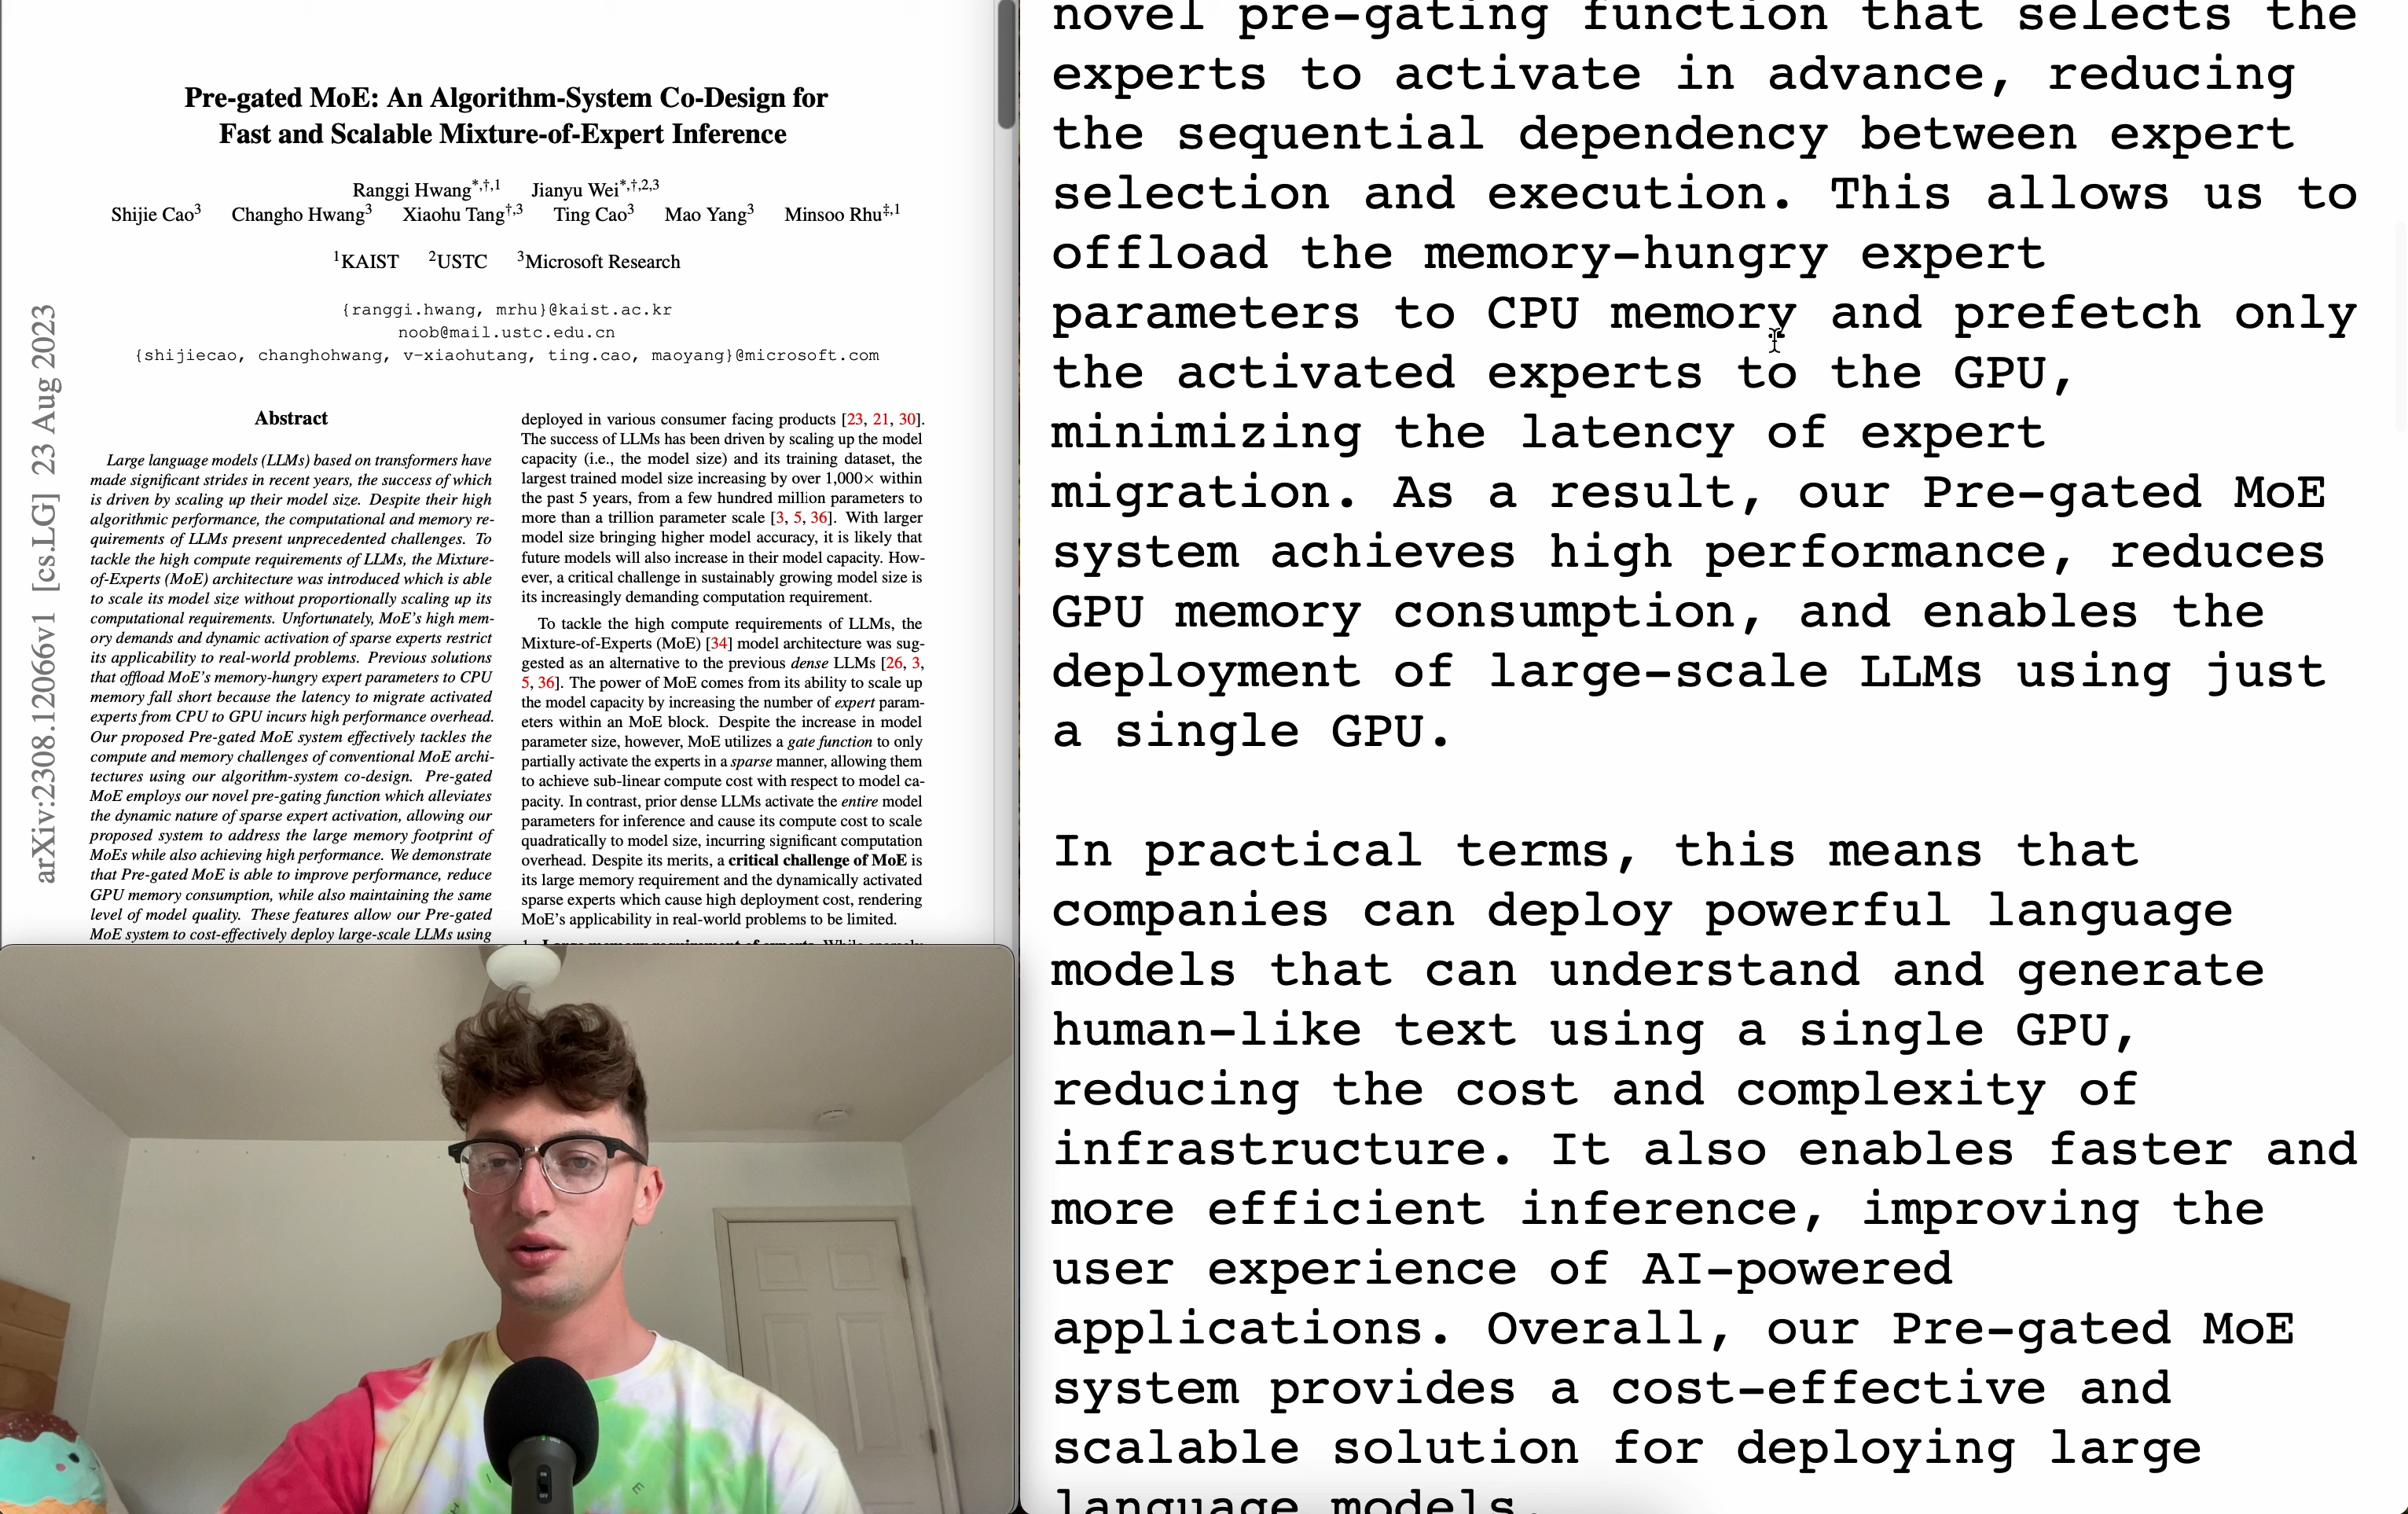 Pre-gated MoE: An Algorithm-System Co-Design for
Fast and Scalable Mixture-of-Expert Inference
Ranggi Hwang*,†,1 Jianyu Wei*,†,2,3
Shijie Cao3 Changho Hwang3 Xiaohu Tang†,3 Ting Cao3 Mao Yang3 Minsoo Rhu‡,1
1KAIST 2USTC 3Microsoft Research
{ranggi.hwang, mrhu}@kaist.ac.kr
noob@mail.ustc.edu.cn
{shijiecao, changhohwang, v-xiaohutang, ting.cao, maoyang}@microsoft.com
arXiv:2308.12066v1 [cs.LG] 23 Aug 2023
Abstract
Large language models (LLMs) based on transformers have
made significant strides in recent years, the success of which
is driven by scaling up their model size. Despite their high
algorithmic performance, the computational and memory re-
quirements of LLMs present unprecedented challenges. To
tackle the high compute requirements of LLMs, the Mixture-
of-Experts (MoE) architecture was introduced which is able
to scale its model size without proportionally scaling up its
computational requirements. Unfortunately, MoE's high mem-
ory demands and dynamic activation of sparse experts restrict
its applicability to real-world problems. Previous solutions
that offload MoE's memory-hungry expert parameters to CPU
memory fall short because the latency to migrate activated
experts from CPU to GPU incurs high performance overhead.
Our proposed Pre-gated MoE system effectively tackles the
compute and memory challenges of conventional MoE archi-
tectures using our algorithm-system co-design. Pre-gated
MoE employs our novel pre-gating function which alleviates
the dynamic nature of sparse expert activation, allowing our
proposed system to address the large memory footprint of
MoEs while also achieving high performance. We demonstrate
that Pre-gated MoE is able to improve performance, reduce
GPU memory consumption, while also maintaining the same
level of model quality. These features allow our Pre-gated
MoE system to cost-effectively deploy large-scale LLMs using
deployed in various consumer facing products [23, 21, 30].
The success of LLMs has been driven by scaling up the model
capacity (i.e., the model size) and its training dataset, the
largest trained model size increasing by over 1,000× within
the past 5 years, from a few hundred million parameters to
more than a trillion parameter scale [3, 5, 36]. With larger
model size bringing higher model accuracy, it is likely that
future models will also increase in their model capacity. How-
ever, a critical challenge in sustainably growing model size is
its increasingly demanding computation requirement.
To tackle the high compute requirements of LLMs, the
Mixture-of-Experts (MoE) [34] model architecture was sug-
gested as an alternative to the previous dense LLMs [26, 3,
5, 36]. The power of MoE comes from its ability to scale up
the model capacity by increasing the number of expert param-
eters within an MoE block. Despite the increase in model
parameter size, however, MoE utilizes a gate function to only
partially activate the experts in a sparse manner, allowing them
to achieve sub-linear compute cost with respect to model ca-
pacity. In contrast, prior dense LLMs activate the entire model
parameters for inference and cause its compute cost to scale
quadratically to model size, incurring significant computation
overhead. Despite its merits, a critical challenge of MoE is
its large memory requirement and the dynamically activated
sparse experts which cause high deployment cost, rendering
MoE's applicability in real-world problems to be limited.
novel pre-gating function that selects the
experts to activate in advance, reducing
the sequential dependency between expert
selection and execution. This allows us to
offload the memory-hungry expert
parameters to CPU memory and prefetch only
the activated experts to the GPU,
minimizing the latency of expert
migration. As a result, our Pre-gated MoE
system achieves high performance, reduces
GPU memory consumption, and enables the
deployment of large-scale LLMs using just
a single GPU.
In practical terms, this means that
companies can deploy powerful language
models that can understand and generate
human-like text using a single GPU,
reducing the cost and complexity of
infrastructure. It also enables faster and
more efficient inference, improving the
user experience of AI-powered
applications. Overall, our Pre-gated MoE
system provides a cost-effective and
scalable solution for deploying large
language models.